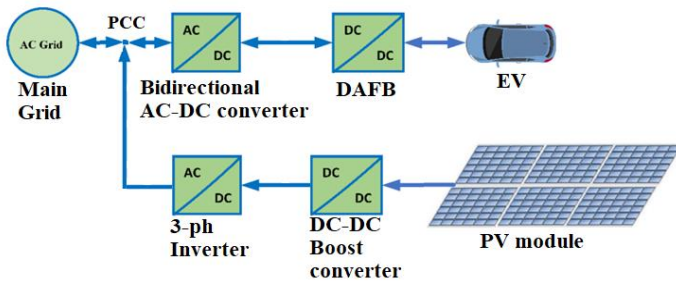 PCC
AC Grid
AC
DC
DC
DC
Main
Grid
Bidirectional
AC-DC converter
DAFB
EV
AC
DC
DC
DC
3-ph
Inverter
DC-DC
Boost
converter
PV module